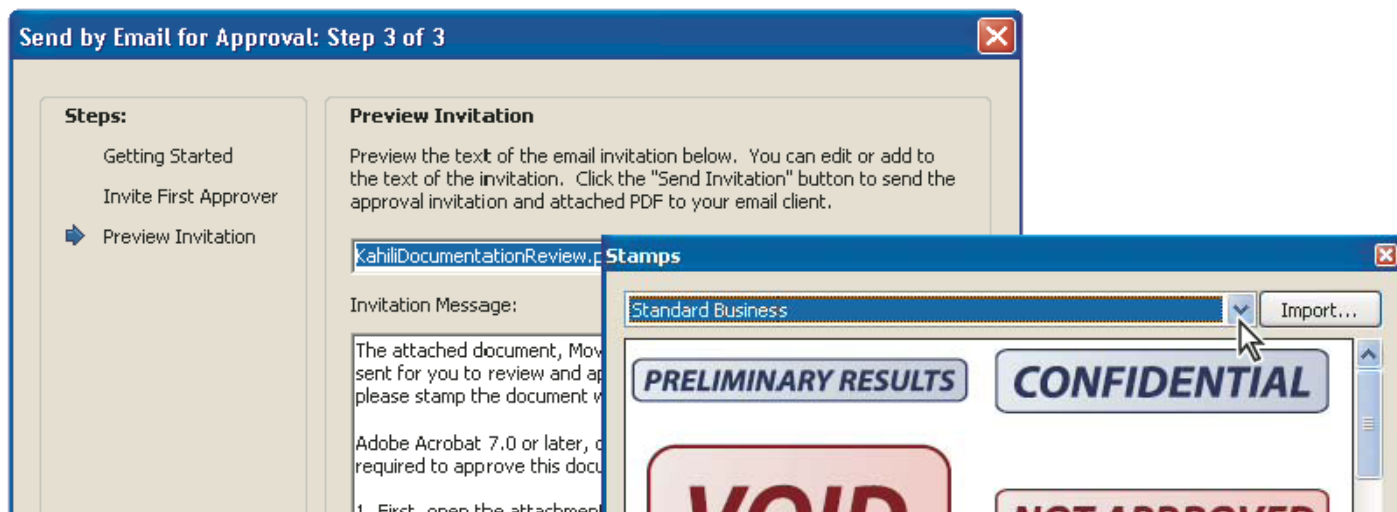 Send by Email for Approval: Step 3 of 3
Steps:
Getting Started
Invite First Approver
Preview Invitation
Preview Invitation
Preview the text of the email invitation below. You can edit or add to
the text of the invitation. Click the "Send Invitation" button to send the
approval invitation and attached PDF to your email client.
KahiliDocumentationReview.p
Invitation Message:
The attached document, Mov
sent for you to review and ap
please stamp the document w
Adobe Acrobat 7.0 or later, o
required to approve this docu
1. First, open the attachment
Stamps
Standard Business
Import...
PRELIMINARY RESULTS
CONFIDENTIAL
VOID
NOT APPROVED